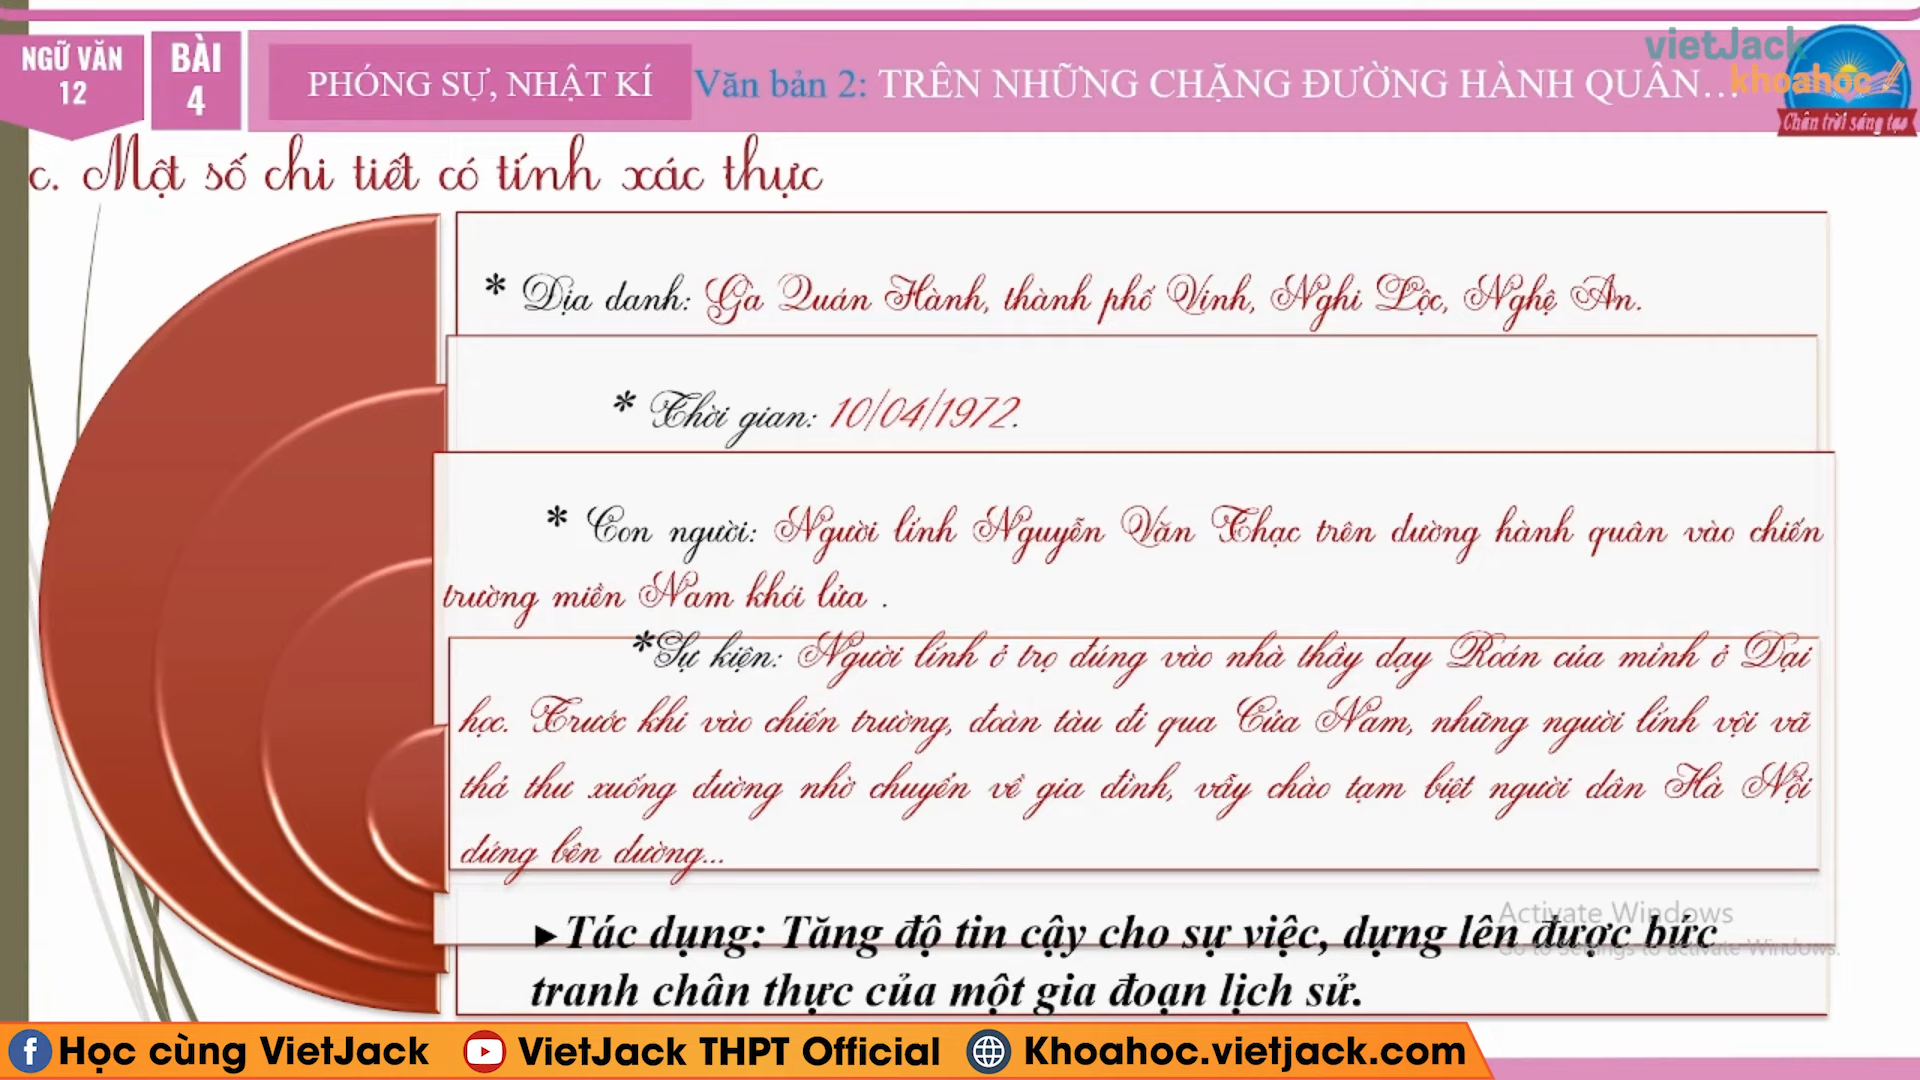 NGỮ VĂN
12
BÀI
4
PHÓNG SỰ, NHẬT KÍ
Văn bản 2: TRÊN NHỮNG CHẶNG ĐƯỜNG HÀNH QUÂN...
vietJack
khoahoc
Chân trời sáng tạo
c. Một số chi tiết có tính xác thực
* Địa danh: Ga Quán Hành, thành phố Vinh, Nghi Lộc, Nghệ An.
* Thời gian: 10/04/1972.
* Con người: Người lính Nguyễn Văn Thạc trên đường hành quân vào chiến
trường miền Nam khói lửa .
*Sự kiện: Người lính ở trọ đúng vào nhà thầy dạy Roán của mình ở Đại
học. Trước khi vào chiến trường, đoàn tàu đi qua Cửa Nam, những người lính vội vã
thả thư xuống đường nhờ chuyển về gia đình, vẫy chào tạm biệt người dân Hà Nội
đứng bên đường...
►Tác dụng: Tăng độ tin cậy cho sự việc, dựng lên được bức
tranh chân thực của một gia đoạn lịch sử.
Activate Windows
Go to Settings to activate Windows.
Học cùng VietJack
VietJack THPT Official
Khoahoc.vietjack.com